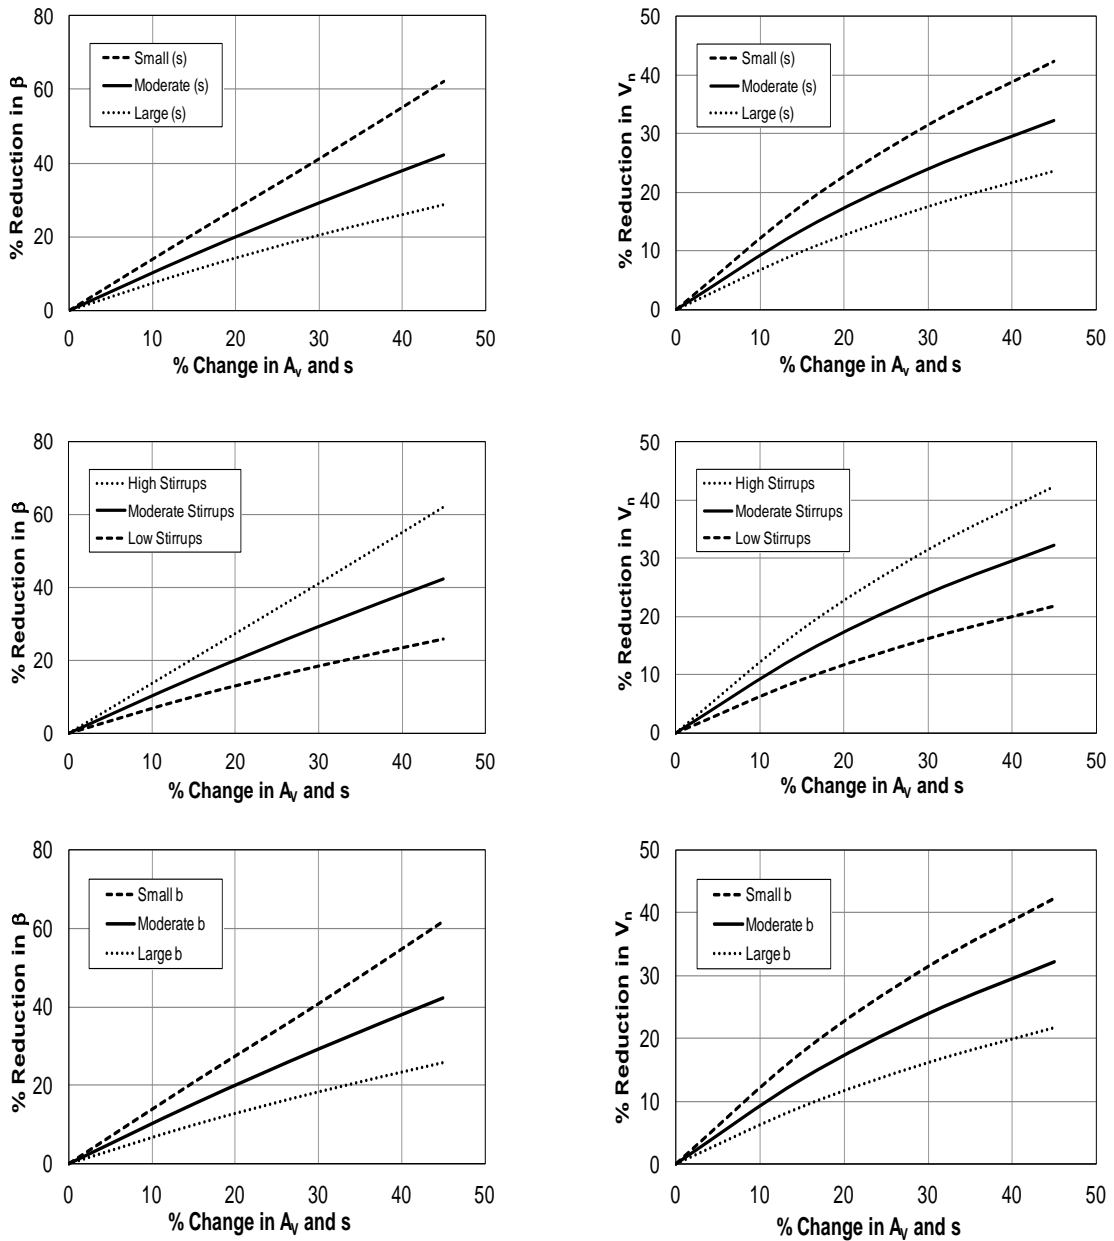 % Reduction in β
80
60
40
20
0
Small (s)
Moderate (s)
Large (s)
0 10 20 30 40 50
% Change in Av and s
% Reduction in Vn
50
40
30
20
10
0
Small (s)
Moderate (s)
Large (s)
0 10 20 30 40 50
% Change in Av and s
% Reduction in β
80
60
40
20
0
High Stirrups
Moderate Stirrups
Low Stirrups
0 10 20 30 40 50
% Change in AV and s
% Reduction in Vn
50
40
30
20
10
0
High Stirrups
Moderate Stirrups
Low Stirrups
0 10 20 30 40 50
% Change in AV and s
% Reduction in β
80
60
40
20
0
Small b
Moderate b
Large b
0 10 20 30 40 50
% Change in AV and s
% Reduction in Vn
50
40
30
20
10
0
Small b
Moderate b
Large b
0 10 20 30 40 50
% Change in AV and s